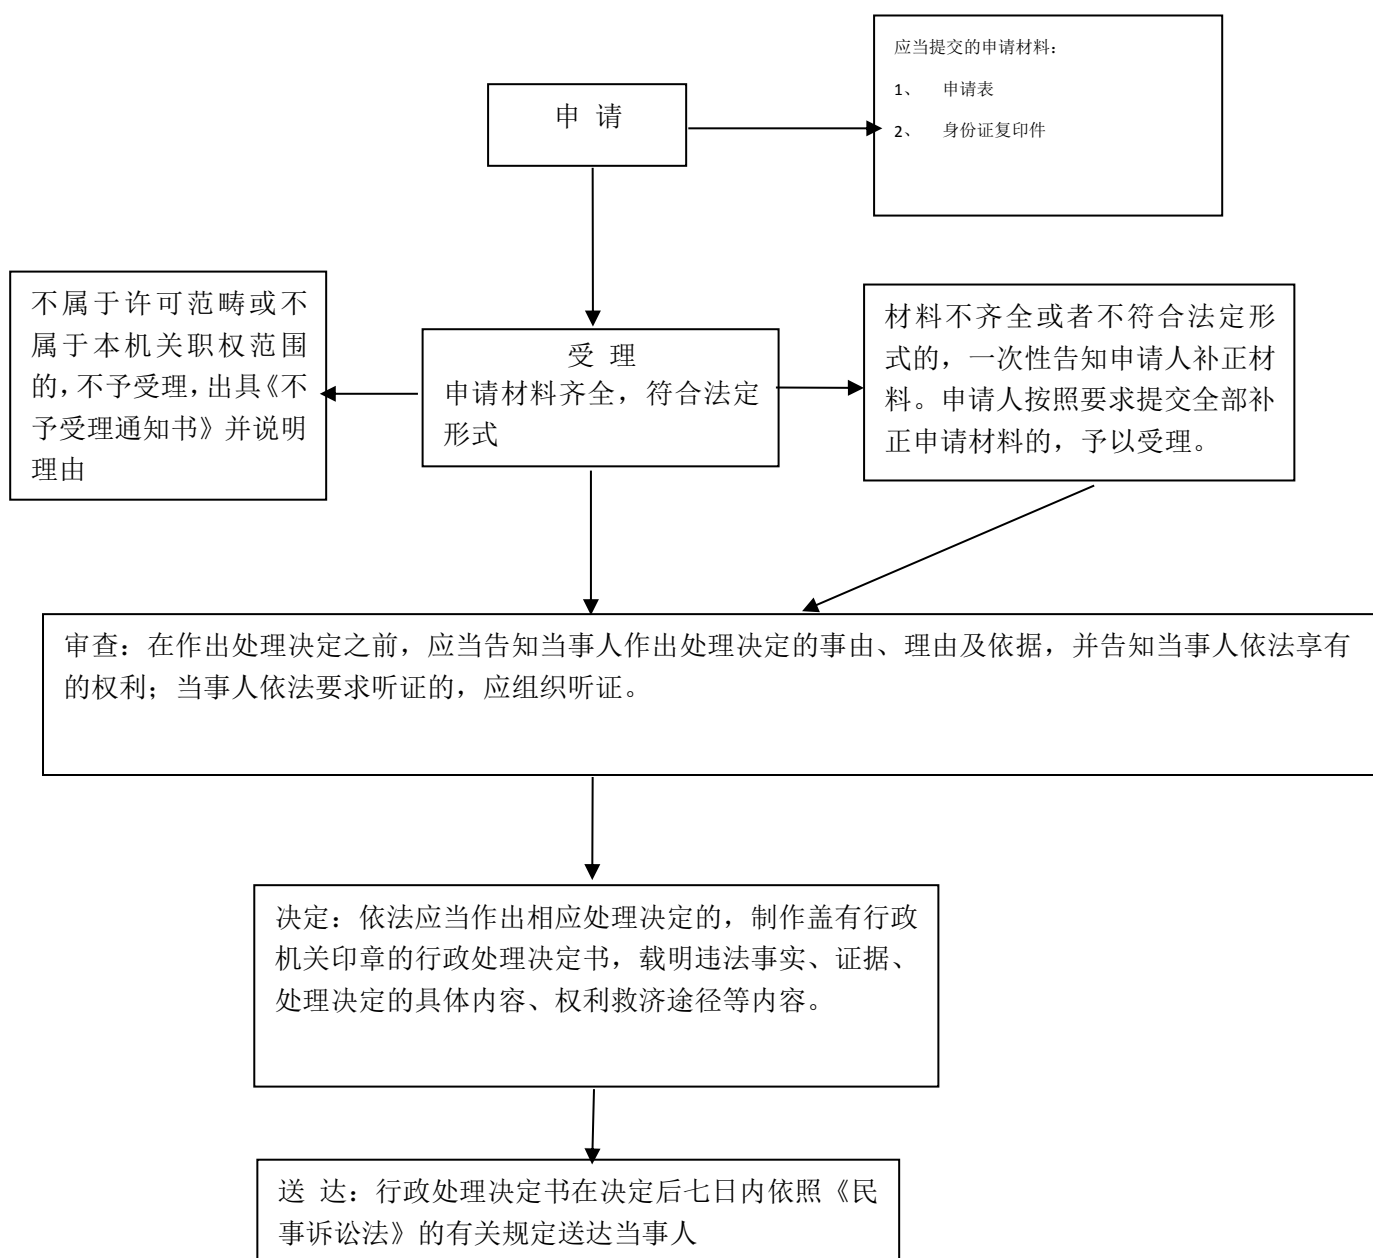 应当提交的申请材料：
1、 申请表
2、 身份证复印件
申 请
不属于许可范畴或不
属于本机关职权范围
的，不予受理，出具《不
予受理通知书》并说明
理由
受 理
申请材料齐全，符合法定
形式
材料不齐全或者不符合法定形
式的，一次性告知申请人补正材
料。申请人按照要求提交全部补
正申请材料的，予以受理。
审查：在作出处理决定之前，应当告知当事人作出处理决定的事由、理由及依据，并告知当事人依法享有
的权利；当事人依法要求听证的，应组织听证。
决定：依法应当作出相应处理决定的，制作盖有行政
机关印章的行政处理决定书，载明违法事实、证据、
处理决定的具体内容、权利救济途径等内容。
送 达：行政处理决定书在决定后七日内依照《民
事诉讼法》的有关规定送达当事人